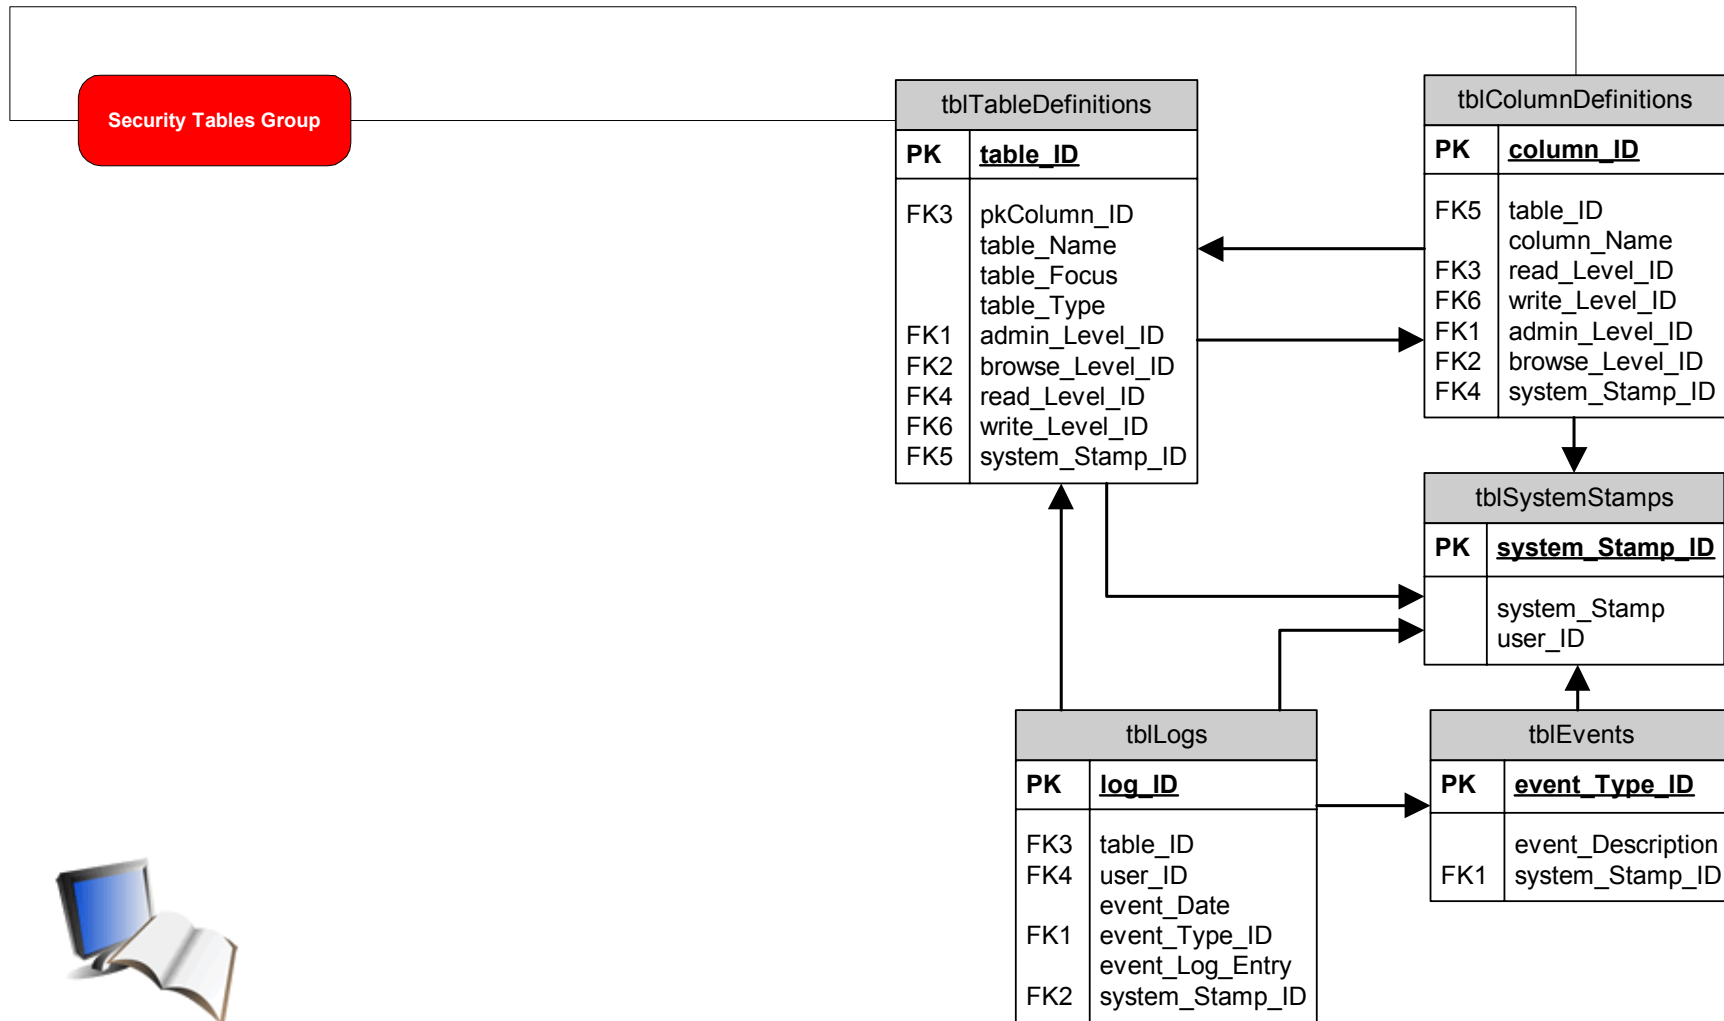 Security Tables Group
tblTableDefinitions
PK table_ID
FK3 pkColumn_ID
table_Name
table_Focus
table_Type
FK1 admin_Level_ID
FK2 browse_Level_ID
FK4 read_Level_ID
FK6 write_Level_ID
FK5 system_Stamp_ID
tblColumnDefinitions
PK column_ID
FK5 table_ID
column_Name
FK3 read_Level_ID
FK6 write_Level_ID
FK1 admin_Level_ID
FK2 browse_Level_ID
FK4 system_Stamp_ID
tblSystemStamps
PK system_Stamp_ID
system_Stamp
user_ID
tblLogs
PK log_ID
FK3 table_ID
FK4 user_ID
event_Date
FK1 event_Type_ID
event_Log_Entry
FK2 system_Stamp_ID
tblEvents
PK event_Type_ID
event_Description
FK1 system_Stamp_ID